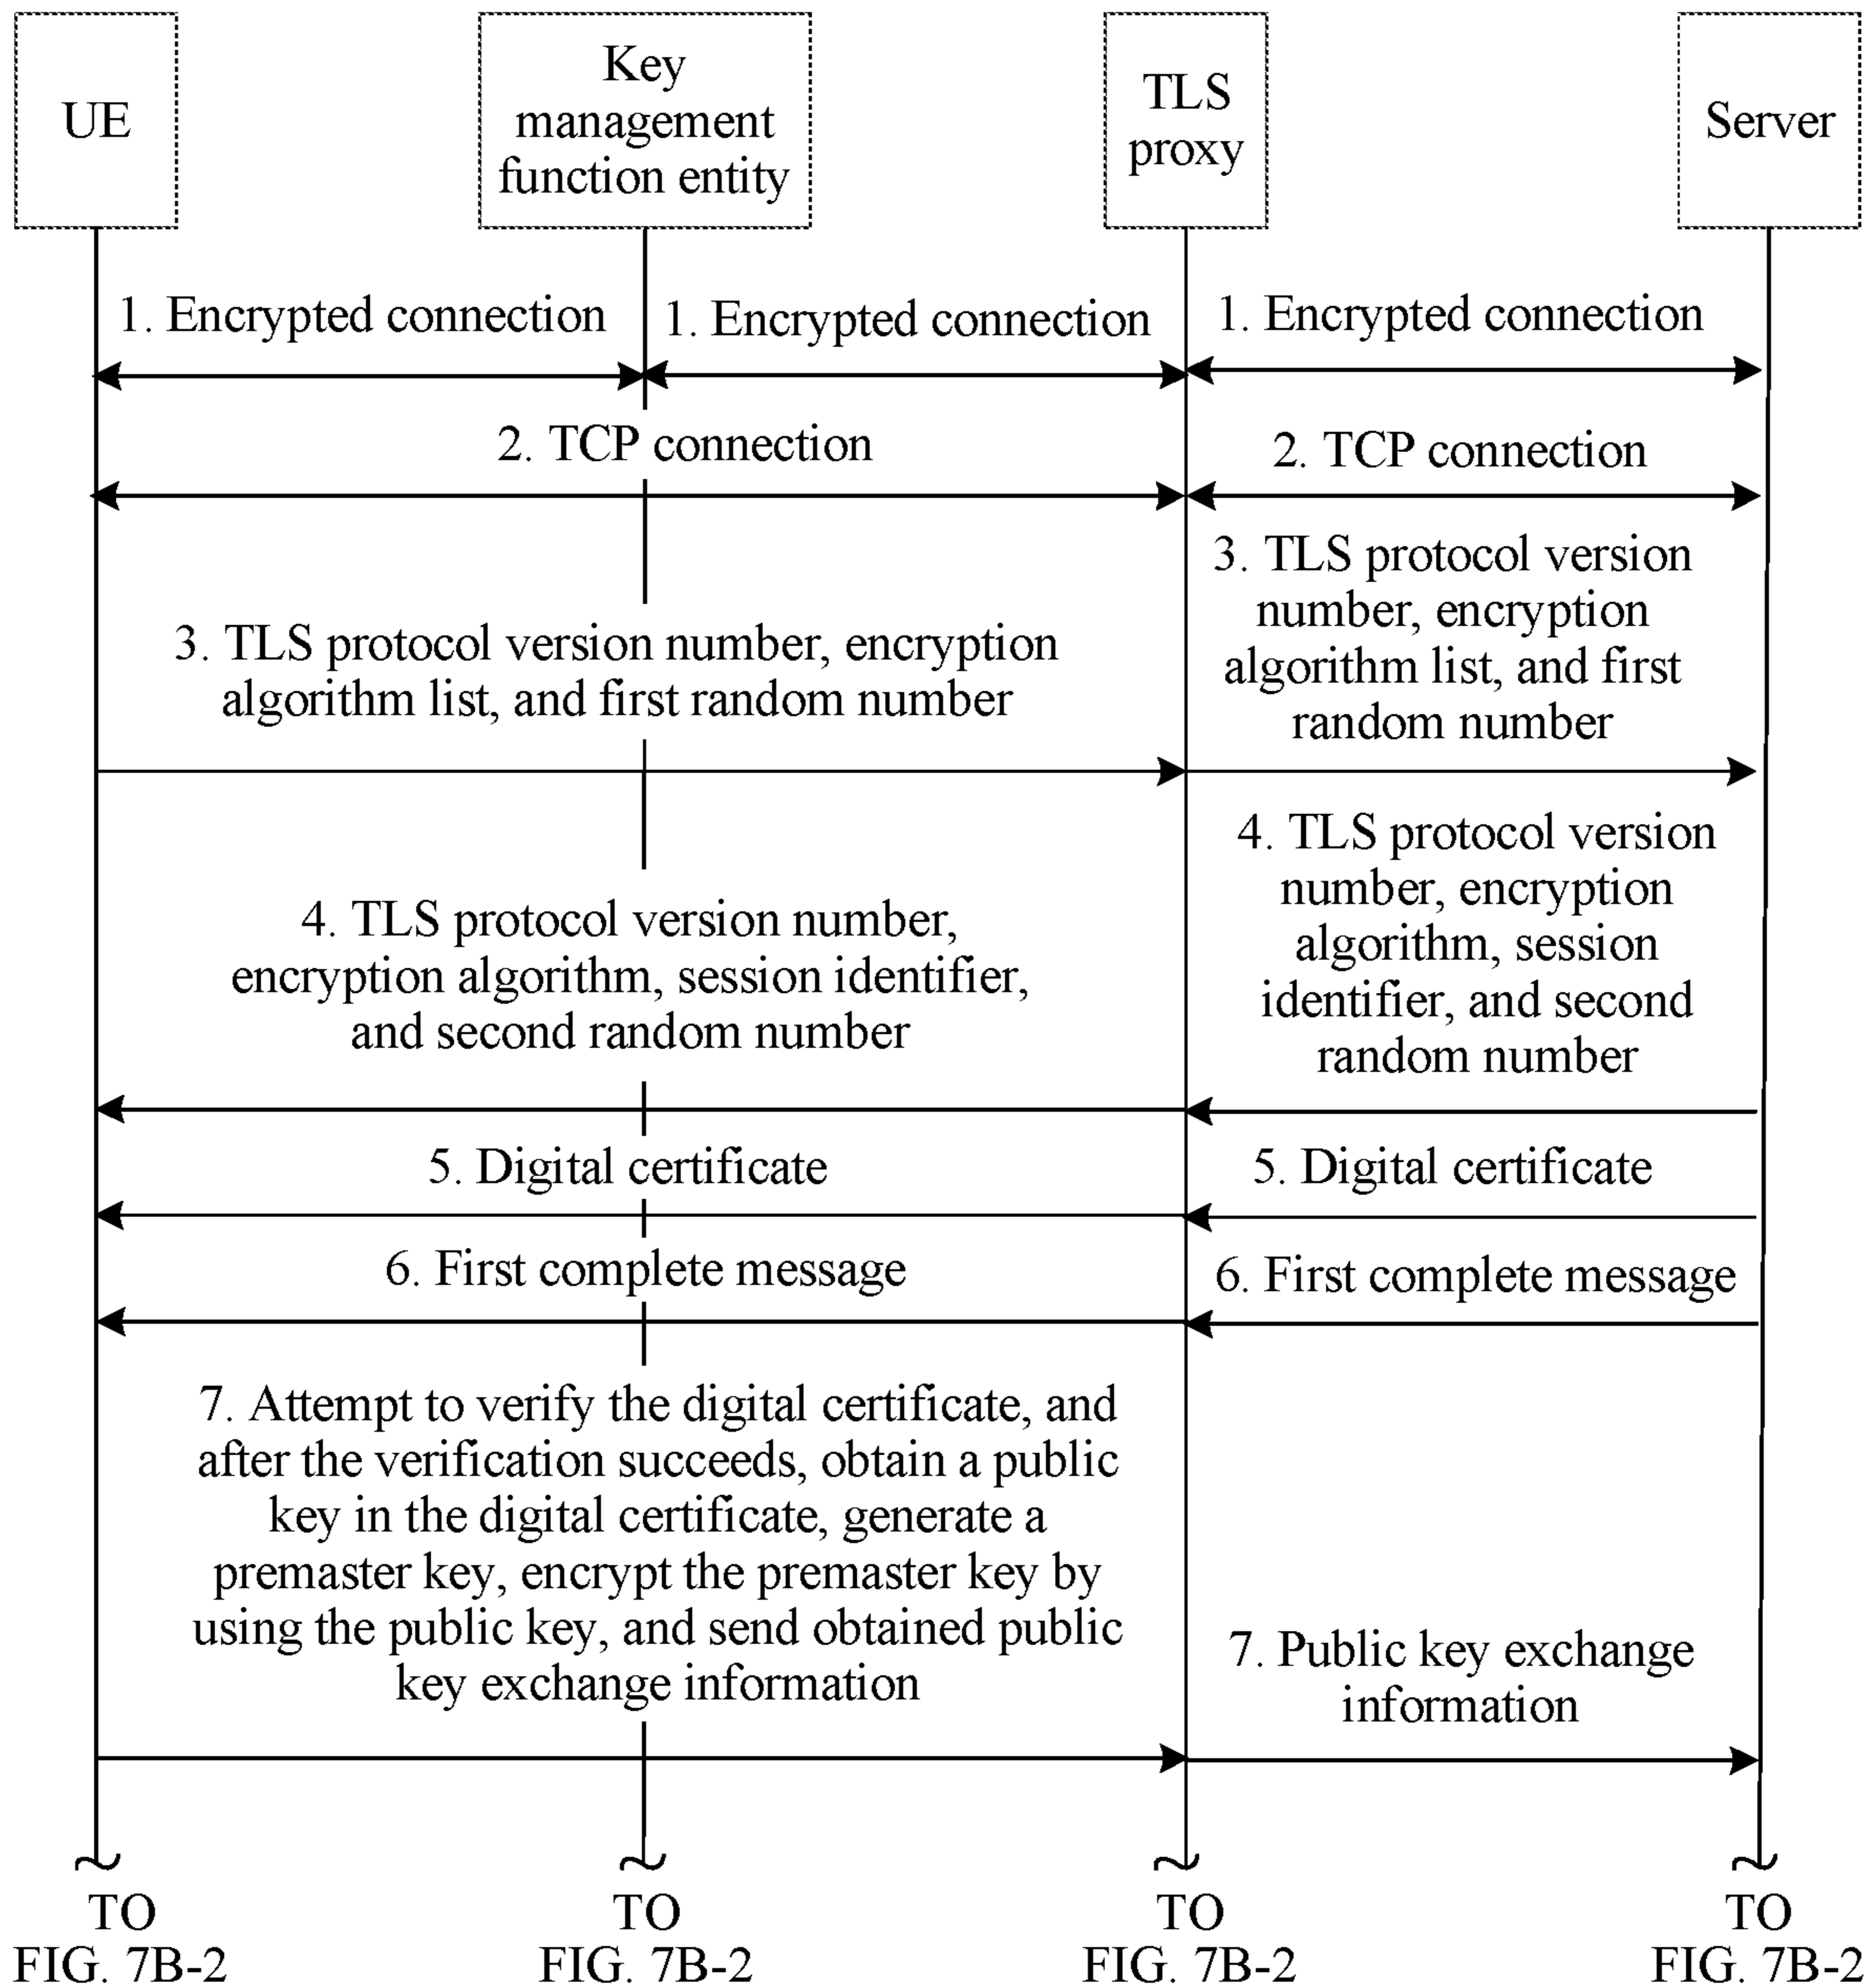 UE
Key
management
function entity
TLS
proxy
Server
1. Encrypted connection
1. Encrypted connection
1. Encrypted connection
2. TCP connection
2. TCP connection
3. TLS protocol version number, encryption
algorithm list, and first random number
3. TLS protocol version
number, encryption
algorithm list, and first
random number
4. TLS protocol version number,
encryption algorithm, session identifier,
and second random number
4. TLS protocol version
number, encryption
algorithm, session
identifier, and second
random number
5. Digital certificate
5. Digital certificate
6. First complete message
6. First complete message
7. Attempt to verify the digital certificate, and
after the verification succeeds, obtain a public
key in the digital certificate, generate a
premaster key, encrypt the premaster key by
using the public key, and send obtained public
key exchange information
7. Public key exchange
information
TO
FIG. 7B-2
TO
FIG. 7B-2
TO
FIG. 7B-2
TO
FIG. 7B-2